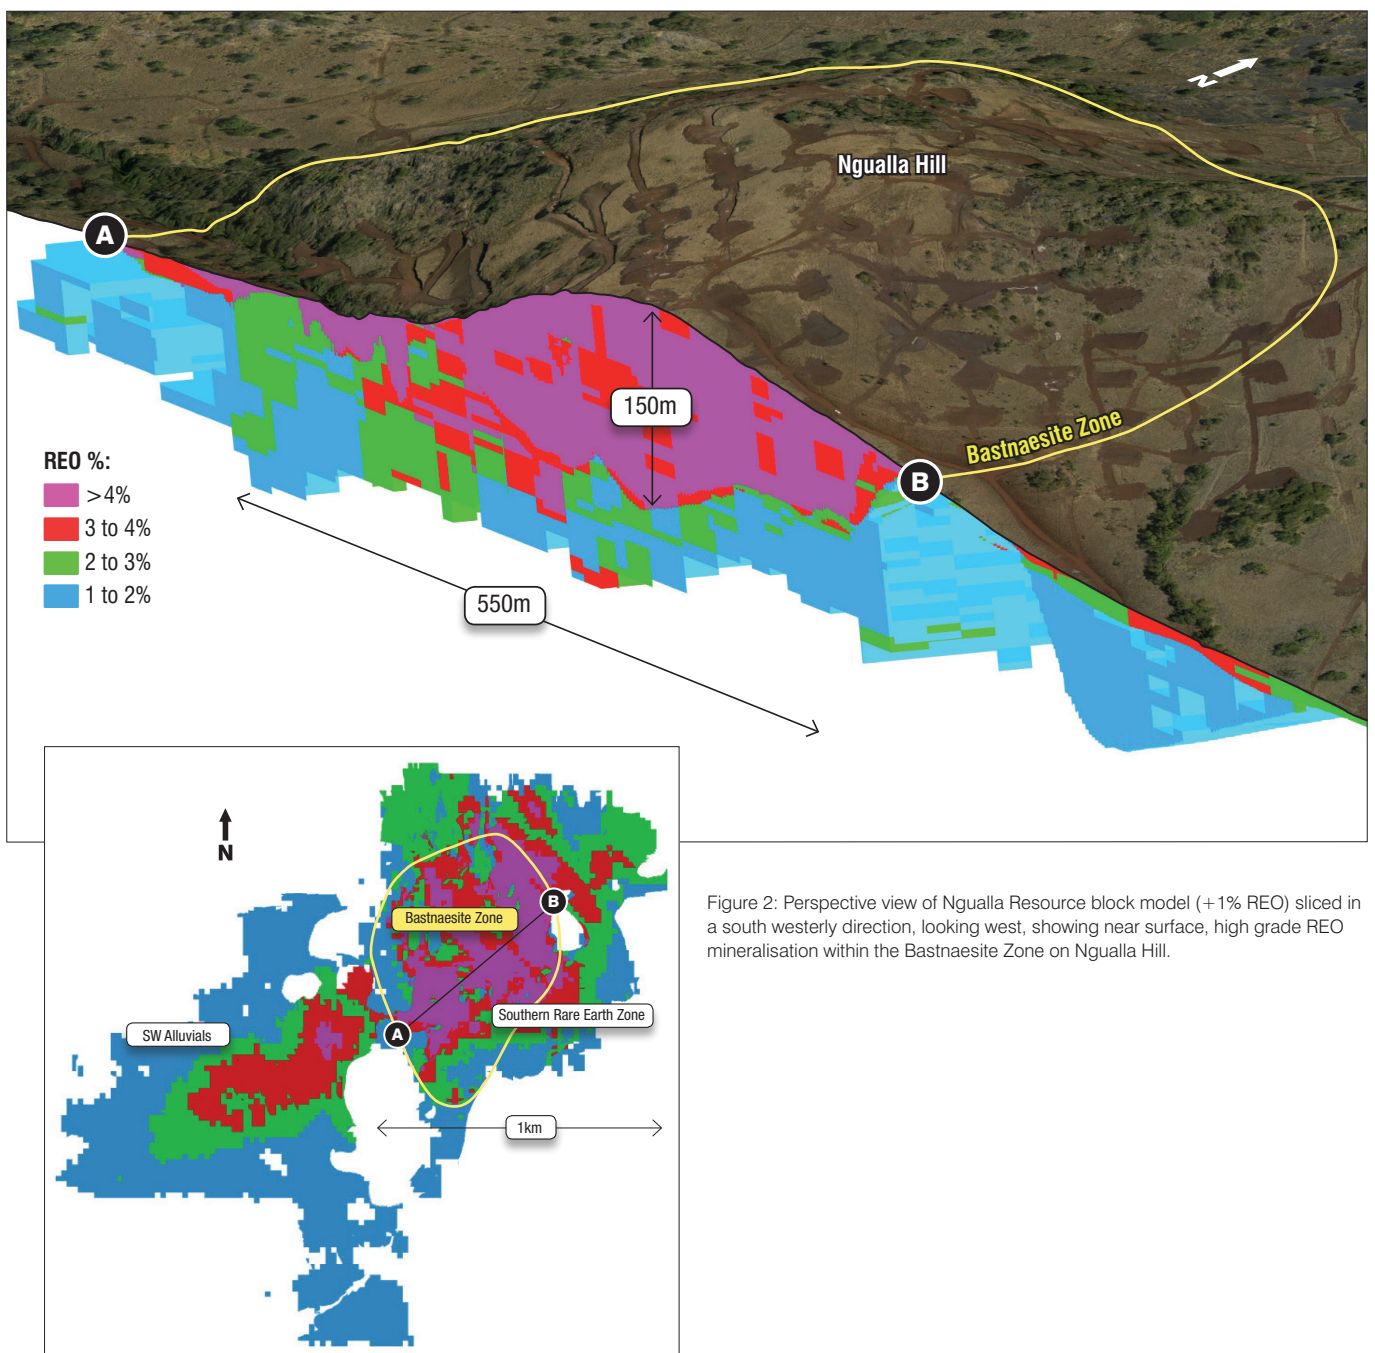 N
Ngualla Hill
A
150m
Bastnaesite Zone
B
REO %:
>4%
3 to 4%
2 to 3%
1 to 2%
550m
N
B
Bastnaesite Zone
Southern Rare Earth Zone
A
SW Alluvials
1km
Figure 2: Perspective view of Ngualla Resource block model (+1% REO) sliced in
a south westerly direction, looking west, showing near surface, high grade REO
mineralisation within the Bastnaesite Zone on Ngualla Hill.